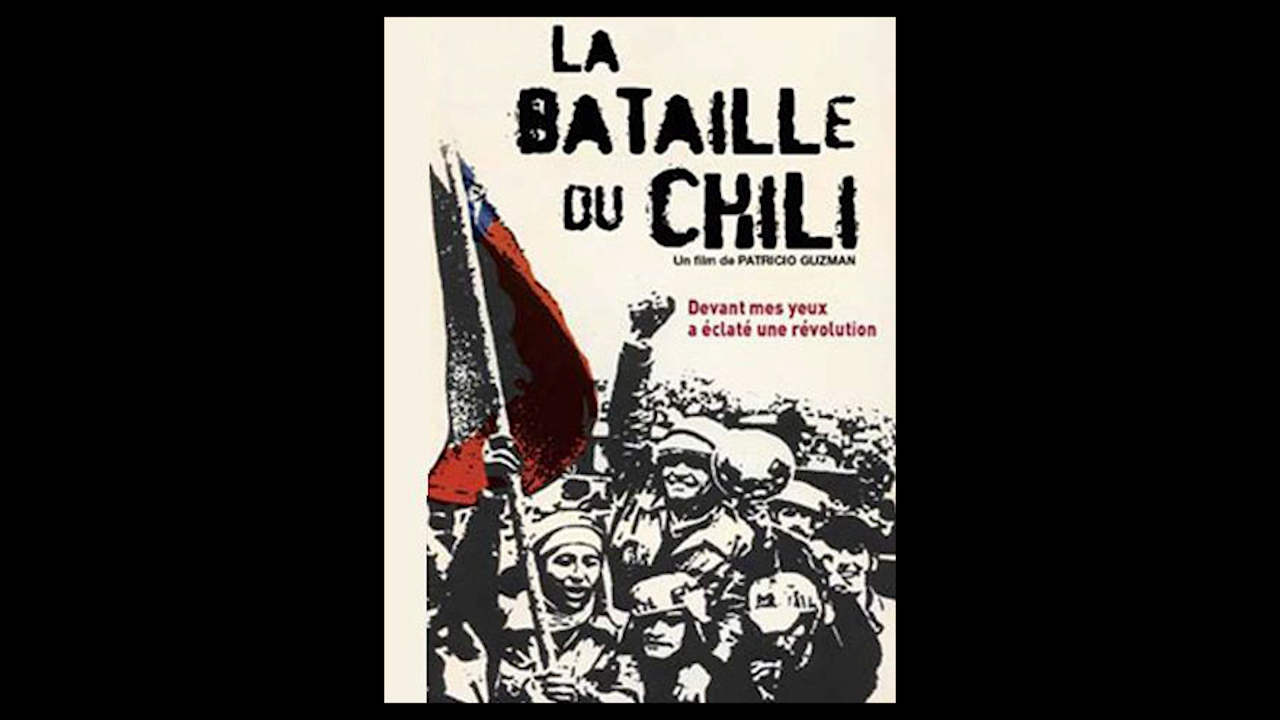 LA
BATAILLE
DU CHILI
Un film de PATRICIO GUZMAN
Devant mes yeux
a éclaté une révolution